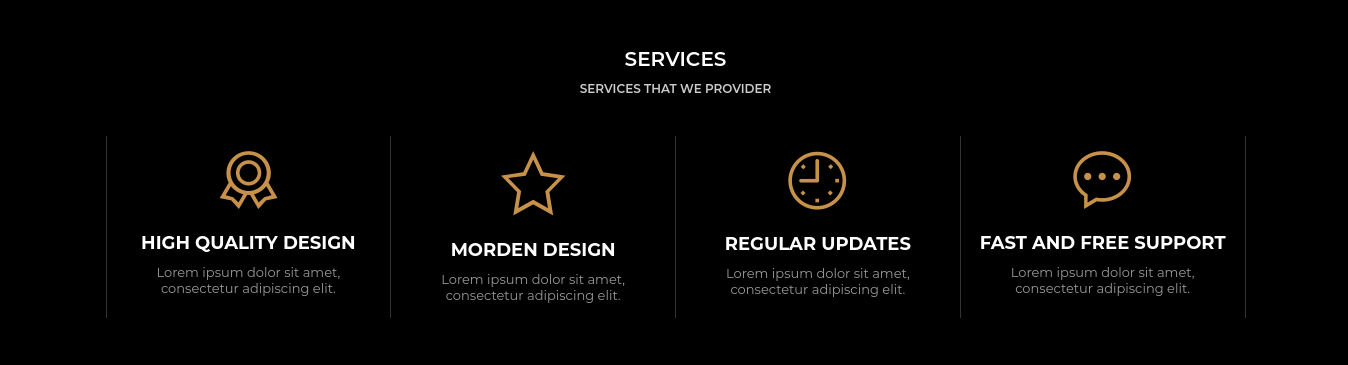 SERVICES
SERVICES THAT WE PROVIDER
HIGH QUALITY DESIGN
Lorem ipsum dolor sit amet,
consectetur adipiscing elit.
MORDEN DESIGN
Lorem ipsum dolor sit amet,
consectetur adipiscing elit.
REGULAR UPDATES
Lorem ipsum dolor sit amet,
consectetur adipiscing elit.
FAST AND FREE SUPPORT
Lorem ipsum dolor sit amet,
consectetur adipiscing elit.